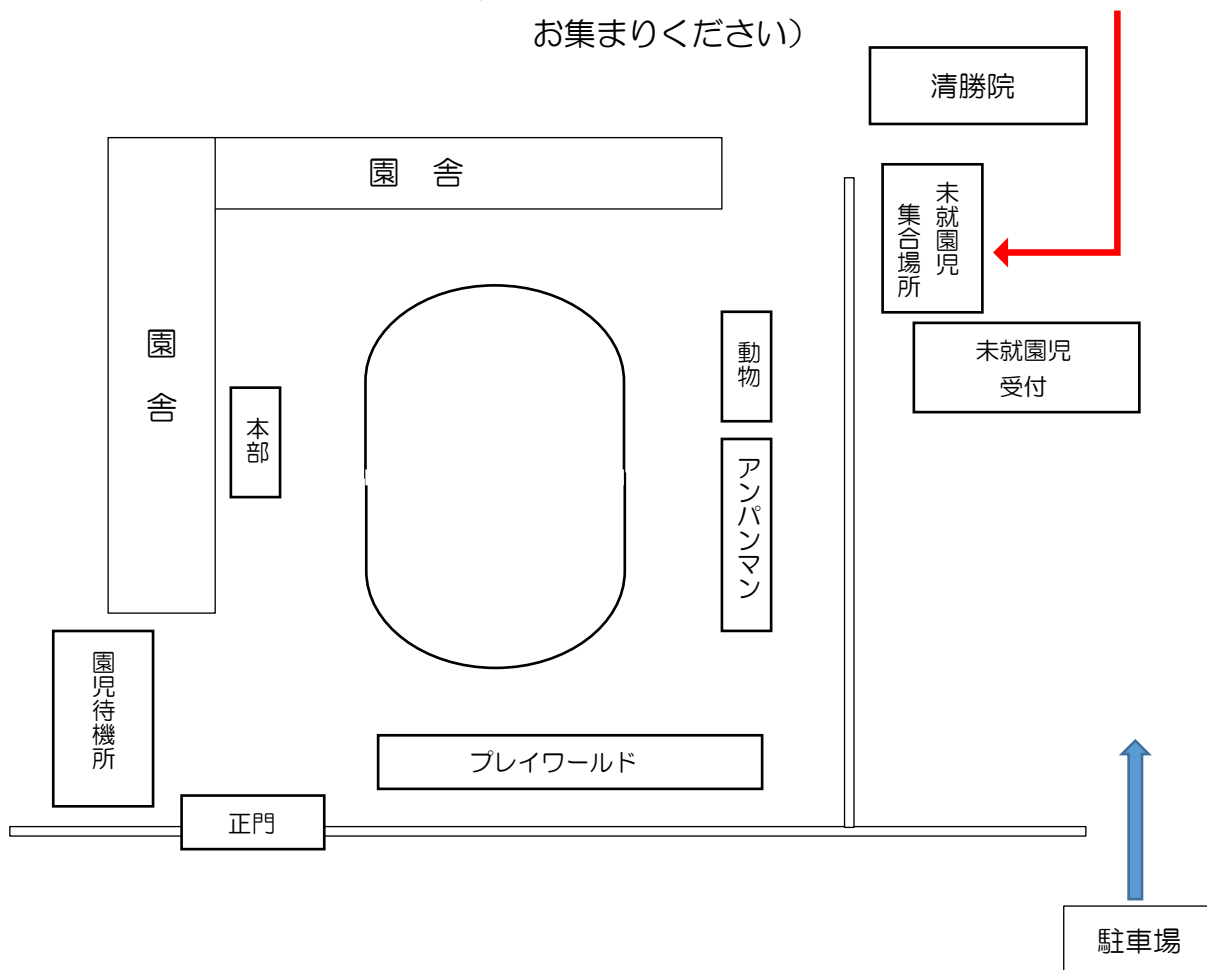 お集まりください）
清勝院
園　舎
未就園児
集合場所
園
舎
動物
未就園児
受付
本部
アンパンマン
園児待機所
プレイワールド
正門
駐車場